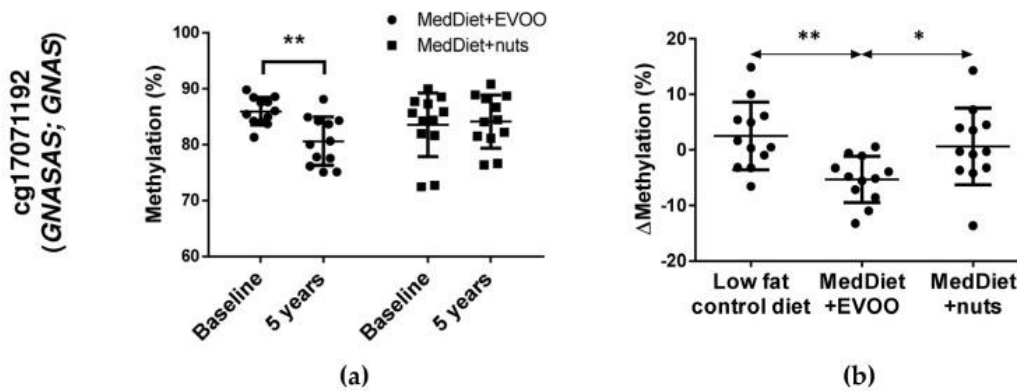 cg17071192
(GNASAS; GNAS)
Methylation (%)
100
90
80
70
60
**
MedDiet+EVOO
MedDiet+nuts
Baseline
5 years
Baseline
5 years
(a)
ΔMethylation (%)
20
10
0
-10
-20
**
*
Low fat
control diet
MedDiet
+EVOO
MedDiet
+nuts
(b)